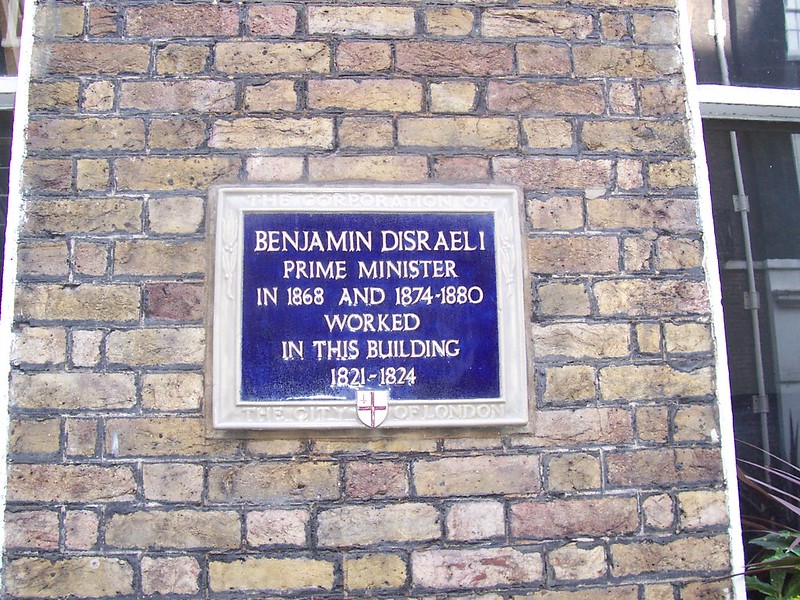 THE CORPORATION OF
BENJAMIN DISRAELI
PRIME MINISTER
IN 1868 AND 1874-1880
WORKED
IN THIS BUILDING
1821-1824
THE CITY OF LONDON